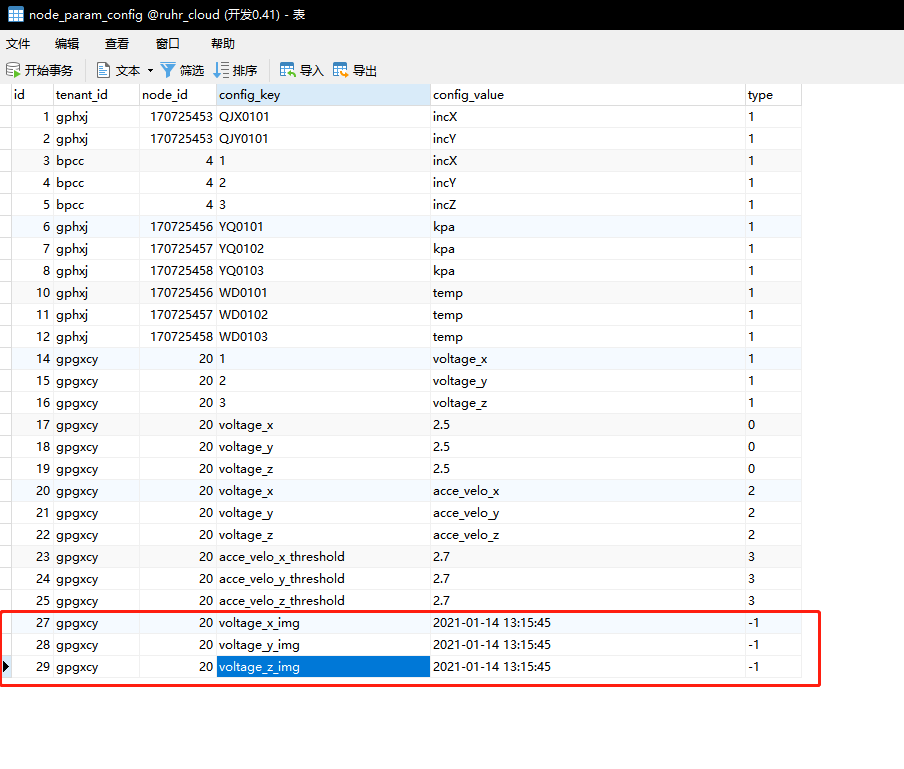 node_param_config @ruhr_cloud (开发0.41) - 表
文件 编辑 查看 窗口 帮助
开始事务 文本 筛选 排序 导入 导出
id tenant_id node_id config_key config_value type
1 gphxj 170725453 QJX0101 incX 1
2 gphxj 170725453 QJY0101 incY 1
3 bpcc 4 1 incX 1
4 bpcc 4 2 incY 1
5 bpcc 4 3 incZ 1
6 gphxj 170725456 YQ0101 kpa 1
7 gphxj 170725457 YQ0102 kpa 1
8 gphxj 170725458 YQ0103 kpa 1
10 gphxj 170725456 WD0101 temp 1
11 gphxj 170725457 WD0102 temp 1
12 gphxj 170725458 WD0103 temp 1
14 gpgxcy 20 1 voltage_x 1
15 gpgxcy 20 2 voltage_y 1
16 gpgxcy 20 3 voltage_z 1
17 gpgxcy 20 voltage_x 2.5 0
18 gpgxcy 20 voltage_y 2.5 0
19 gpgxcy 20 voltage_z 2.5 0
20 gpgxcy 20 voltage_x acce_velo_x 2
21 gpgxcy 20 voltage_y acce_velo_y 2
22 gpgxcy 20 voltage_z acce_velo_z 2
23 gpgxcy 20 acce_velo_x_threshold 2.7 3
24 gpgxcy 20 acce_velo_y_threshold 2.7 3
25 gpgxcy 20 acce_velo_z_threshold 2.7 3
27 gpgxcy 20 voltage_x_img 2021-01-14 13:15:45 -1
28 gpgxcy 20 voltage_y_img 2021-01-14 13:15:45 -1
29 gpgxcy 20 voltage_z_img 2021-01-14 13:15:45 -1